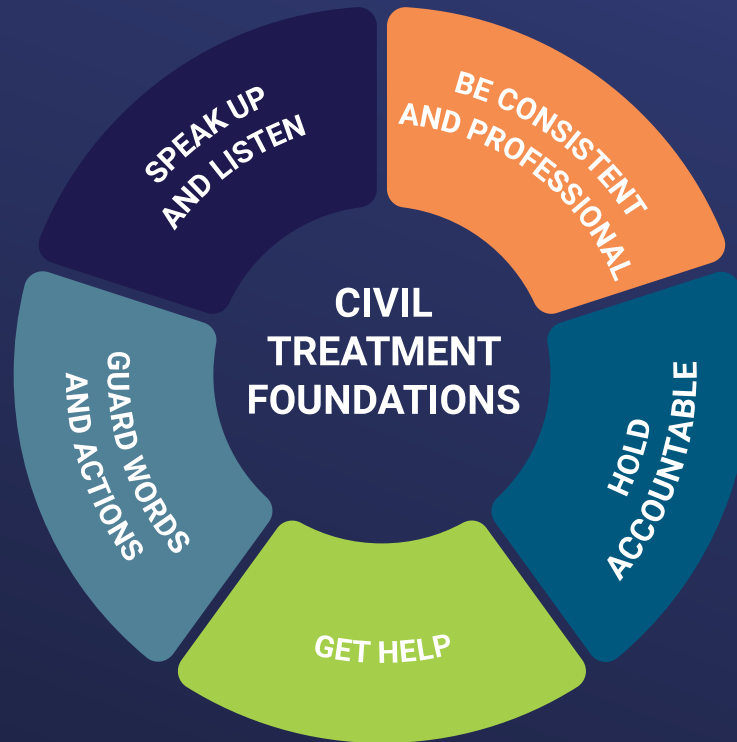 CIVIL
TREATMENT
FOUNDATIONS
BE CONSISTENT
AND PROFESSIONAL
HOLD
ACCOUNTABLE
GET HELP
GUARD WORDS
AND ACTIONS
SPEAK UP
AND LISTEN